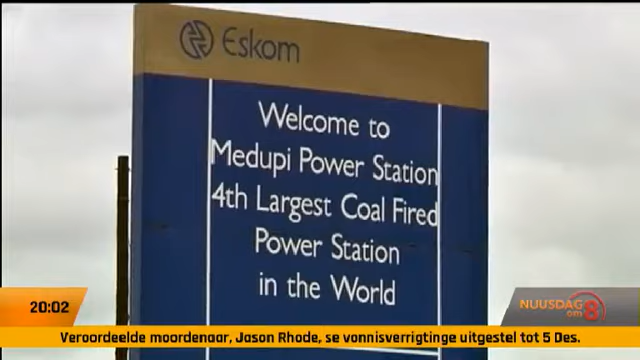 Eskom
Welcome to
Medupi Power Station
4th Largest Coal Fired
Power Station
in the World
20:02
NUUSDAG
om 8
Veroordeelde moordenaar, Jason Rhode, se vonnisverrigtinge uitgestel tot 5 Des.